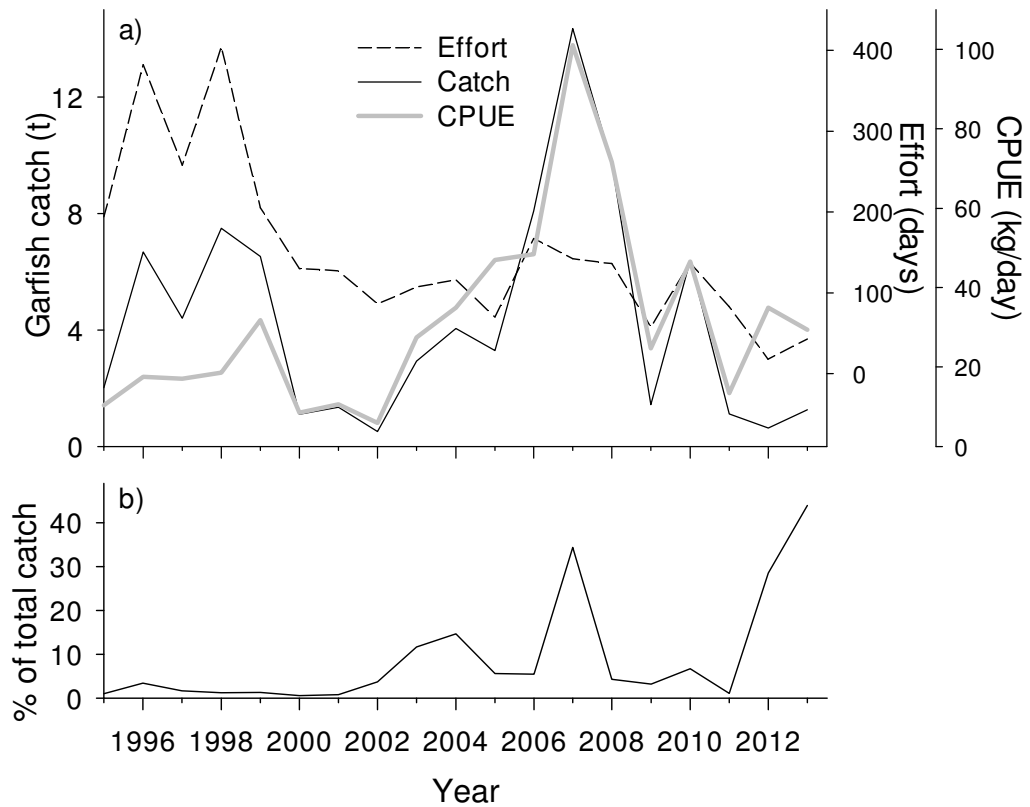 a)
Effort
Catch
CPUE
Garfish catch (t)
12
8
4
0
Effort (days)
400
300
200
100
0
CPUE (kg/day)
100
80
60
40
20
0
b)
% of total catch
40
30
20
10
0
1996 1998 2000 2002 2004 2006 2008 2010 2012
Year